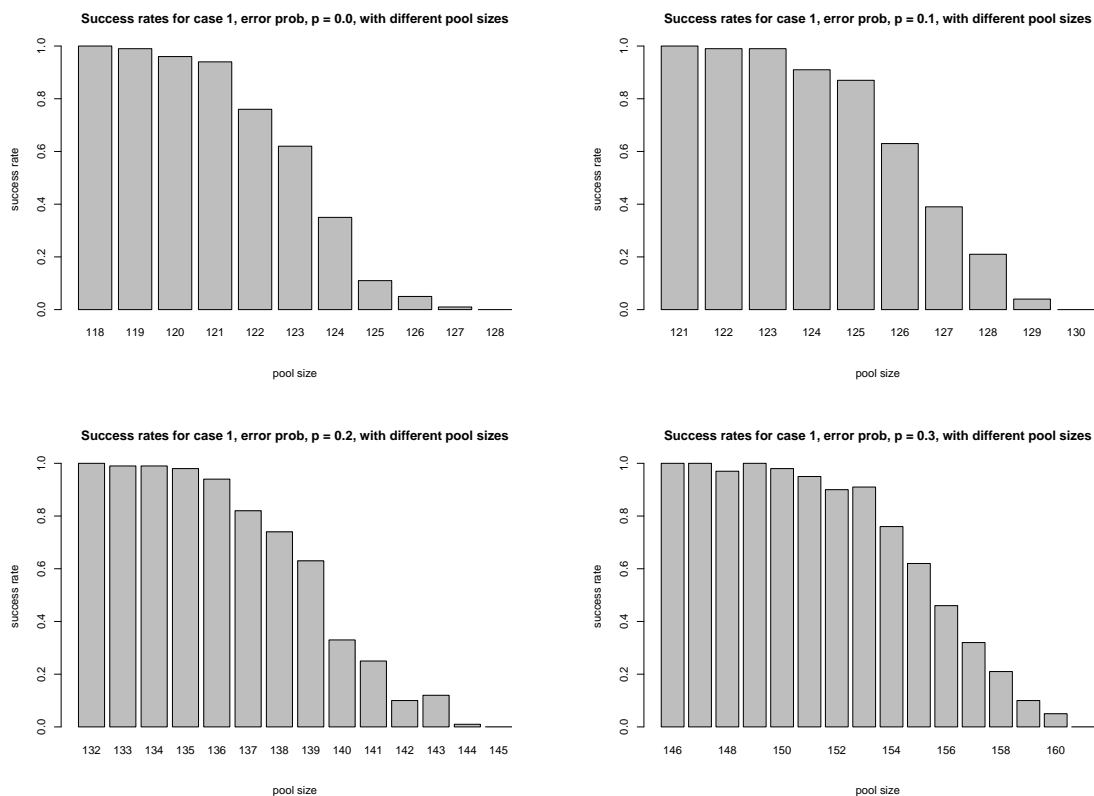 Success rates for case 1, error prob, p = 0.0, with different pool sizes
success rate
1.0
0.8
0.6
0.4
0.2
0.0
118 119 120 121 122 123 124 125 126 127 128
pool size
Success rates for case 1, error prob, p = 0.1, with different pool sizes
success rate
1.0
0.8
0.6
0.4
0.2
0.0
121 122 123 124 125 126 127 128 129 130
pool size
Success rates for case 1, error prob, p = 0.2, with different pool sizes
success rate
1.0
0.8
0.6
0.4
0.2
0.0
132 133 134 135 136 137 138 139 140 141 142 143 144 145
pool size
Success rates for case 1, error prob, p = 0.3, with different pool sizes
success rate
1.0
0.8
0.6
0.4
0.2
0.0
146 148 150 152 154 156 158 160
pool size